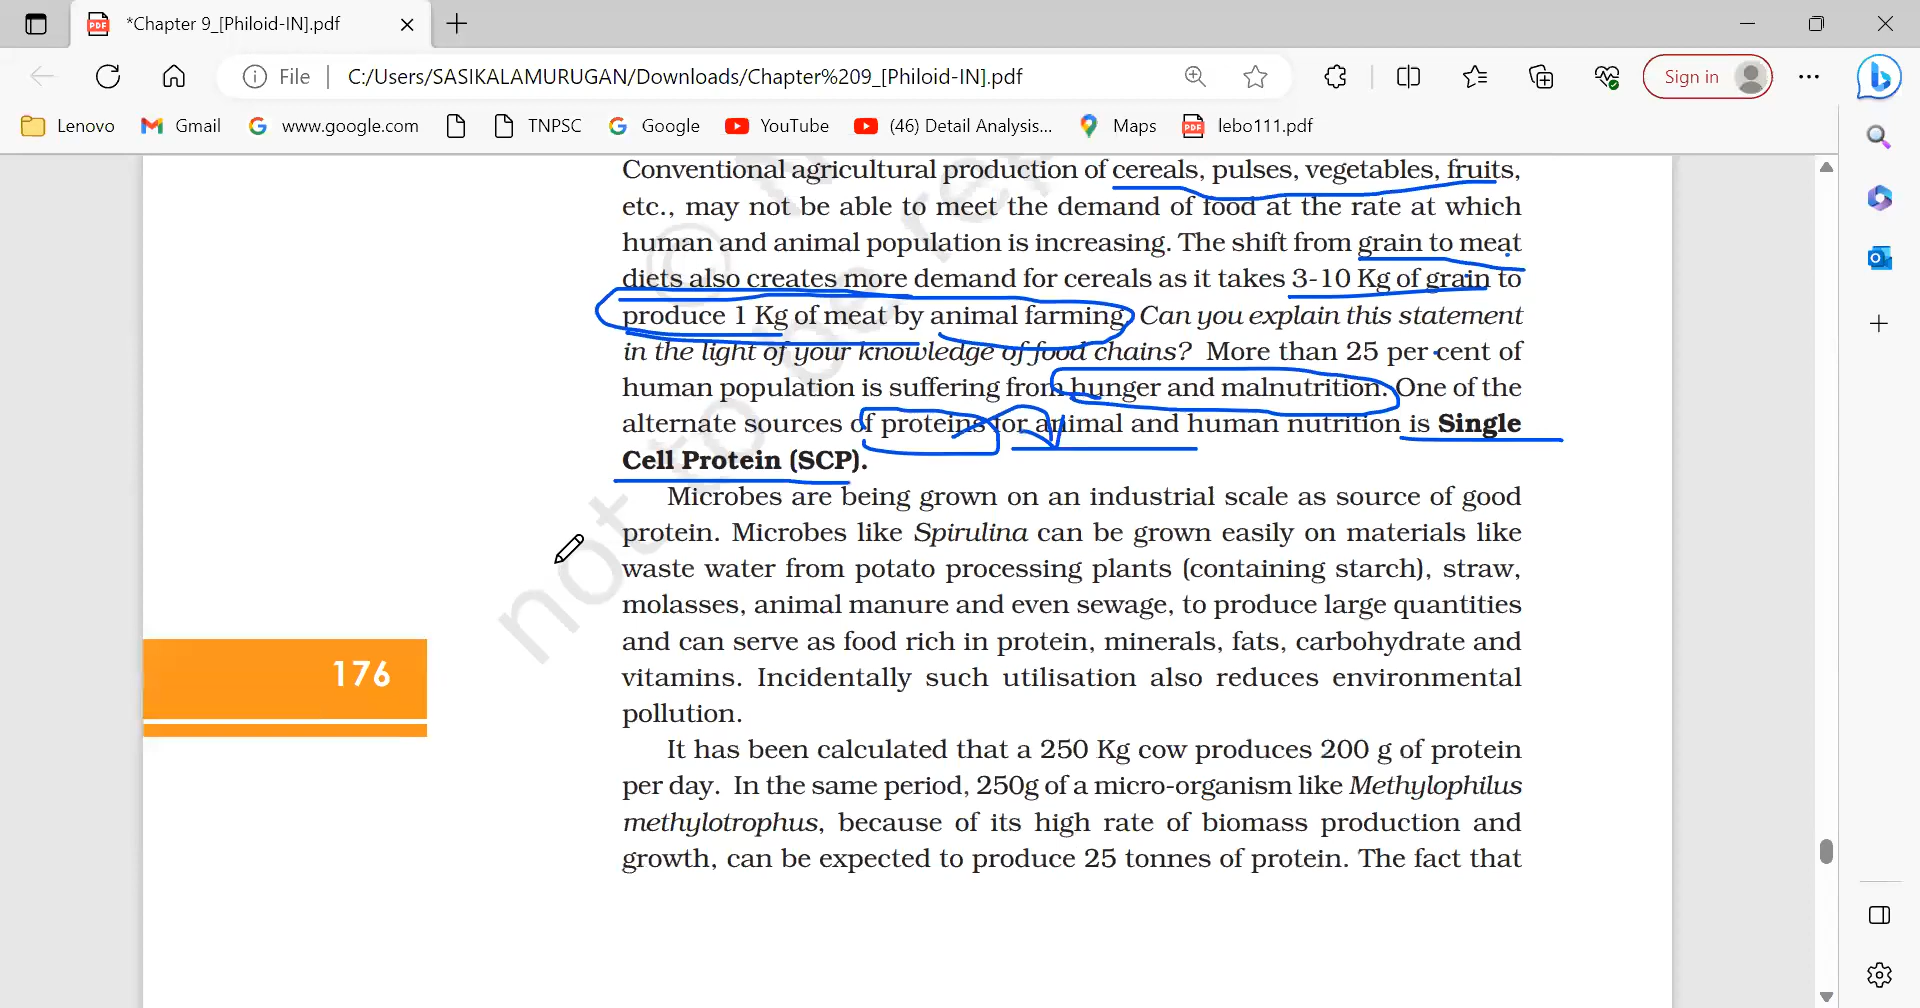 *Chapter 9_[Philoid-IN].pdf
File
C:/Users/SASIKALAMURUGAN/Downloads/Chapter%209_[Philoid-IN].pdf
Sign in
Lenovo
Gmail
www.google.com
TNPSC
Google
YouTube
(46) Detail Analysis...
Maps
lebo111.pdf
Conventional agricultural production of cereals, pulses, vegetables, fruits,
etc., may not be able to meet the demand of food at the rate at which
human and animal population is increasing. The shift from grain to meat
diets also creates more demand for cereals as it takes 3-10 Kg of grain to
produce 1 Kg of meat by animal farming. Can you explain this statement
in the light of your knowledge of food chains? More than 25 per cent of
human population is suffering from hunger and malnutrition. One of the
alternate sources of proteins for animal and human nutrition is Single
Cell Protein (SCP).
Microbes are being grown on an industrial scale as source of good
protein. Microbes like Spirulina can be grown easily on materials like
waste water from potato processing plants (containing starch), straw,
molasses, animal manure and even sewage, to produce large quantities
and can serve as food rich in protein, minerals, fats, carbohydrate and
vitamins. Incidentally such utilisation also reduces environmental
pollution.
It has been calculated that a 250 Kg cow produces 200 g of protein
per day. In the same period, 250g of a micro-organism like Methylophilus
methylotrophus, because of its high rate of biomass production and
growth, can be expected to produce 25 tonnes of protein. The fact that
176
not to be rep